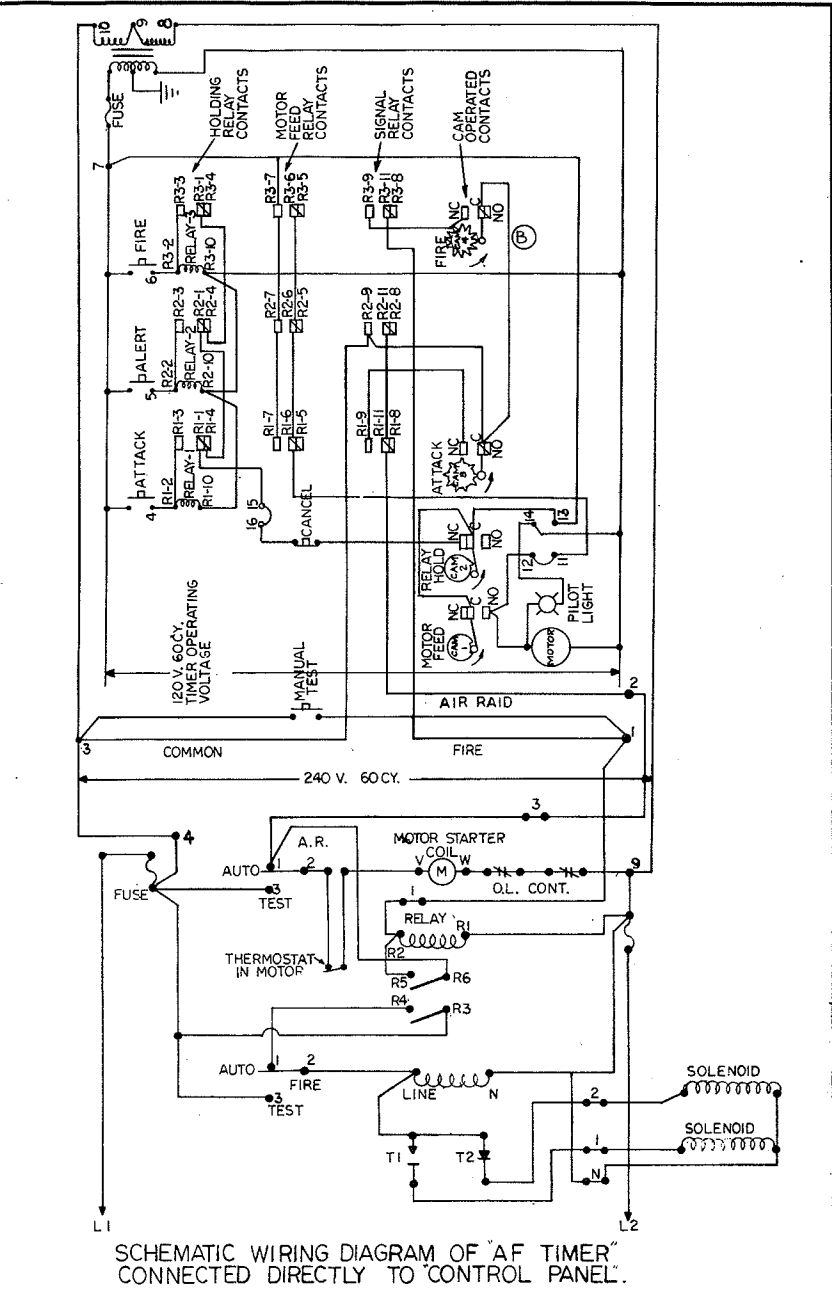 10
9
8
FUSE
HOLDING RELAY CONTACTS
MOTOR FEED RELAY CONTACTS
SIGNAL RELAY CONTACTS
CAM OPERATED CONTACTS
7
R3-3
R3-1
R3-4
R3-7
R3-6
R3-5
R3-9
R3-11
R3-8
NC
C
NO
FIRE
R3-2
RELAY-3
R3-10
FIRE
B
6
R2-3
R2-1
R2-4
R2-7
R2-6
R2-5
R2-9
R2-11
R2-8
ALERT
R2-2
RELAY-2
R2-10
5
R1-3
R1-1
R1-4
R1-7
R1-6
R1-5
R1-9
R1-11
R1-8
NC
C
NO
ATTACK
R1-2
RELAY-1
R1-10
ATTACK
CAM
4
16
15
CANCEL
RELAY HOLD
CAM 2
NC
C
NO
14
13
12
11
MOTOR FEED
CAM 1
NC
C
NO
PILOT LIGHT
MOTOR
120 V. 60CY. TIMER OPERATING VOLTAGE
MANUAL TEST
2
AIR RAID
3
COMMON
FIRE
1
240 V. 60 CY.
3
4
A.R.
MOTOR STARTER
COIL
AUTO
1
2
V
M
W
9
O.L. CONT.
FUSE
3
TEST
1
RELAY
R1
THERMOSTAT
IN MOTOR
R2
R5
R6
R4
R3
AUTO
1
2
FIRE
LINE
N
SOLENOID
3
TEST
2
SOLENOID
T1
T2
1
N
L1
L2
SCHEMATIC WIRING DIAGRAM OF "AF TIMER"
CONNECTED DIRECTLY TO "CONTROL PANEL".